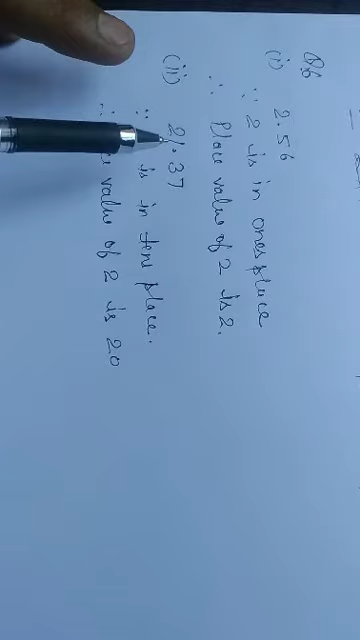 Q6
(i) 2.56
∵ 2 is in ones place
∴ Place value of 2 is 2.
(ii) 21.37
∵ is in tens place.
∴ value of 2 is 20